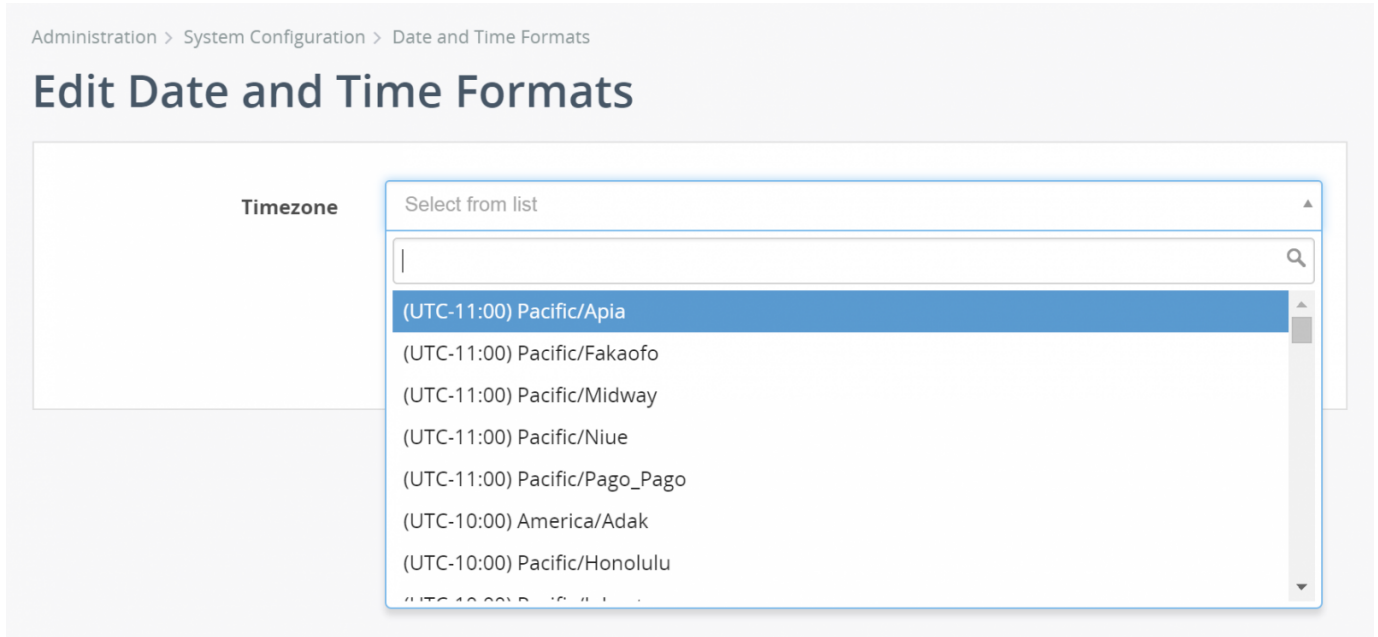 Administration > System Configuration > Date and Time Formats
Edit Date and Time Formats
Timezone
Select from list
(UTC-11:00) Pacific/Apia
(UTC-11:00) Pacific/Fakaofo
(UTC-11:00) Pacific/Midway
(UTC-11:00) Pacific/Niue
(UTC-11:00) Pacific/Pago_Pago
(UTC-10:00) America/Adak
(UTC-10:00) Pacific/Honolulu